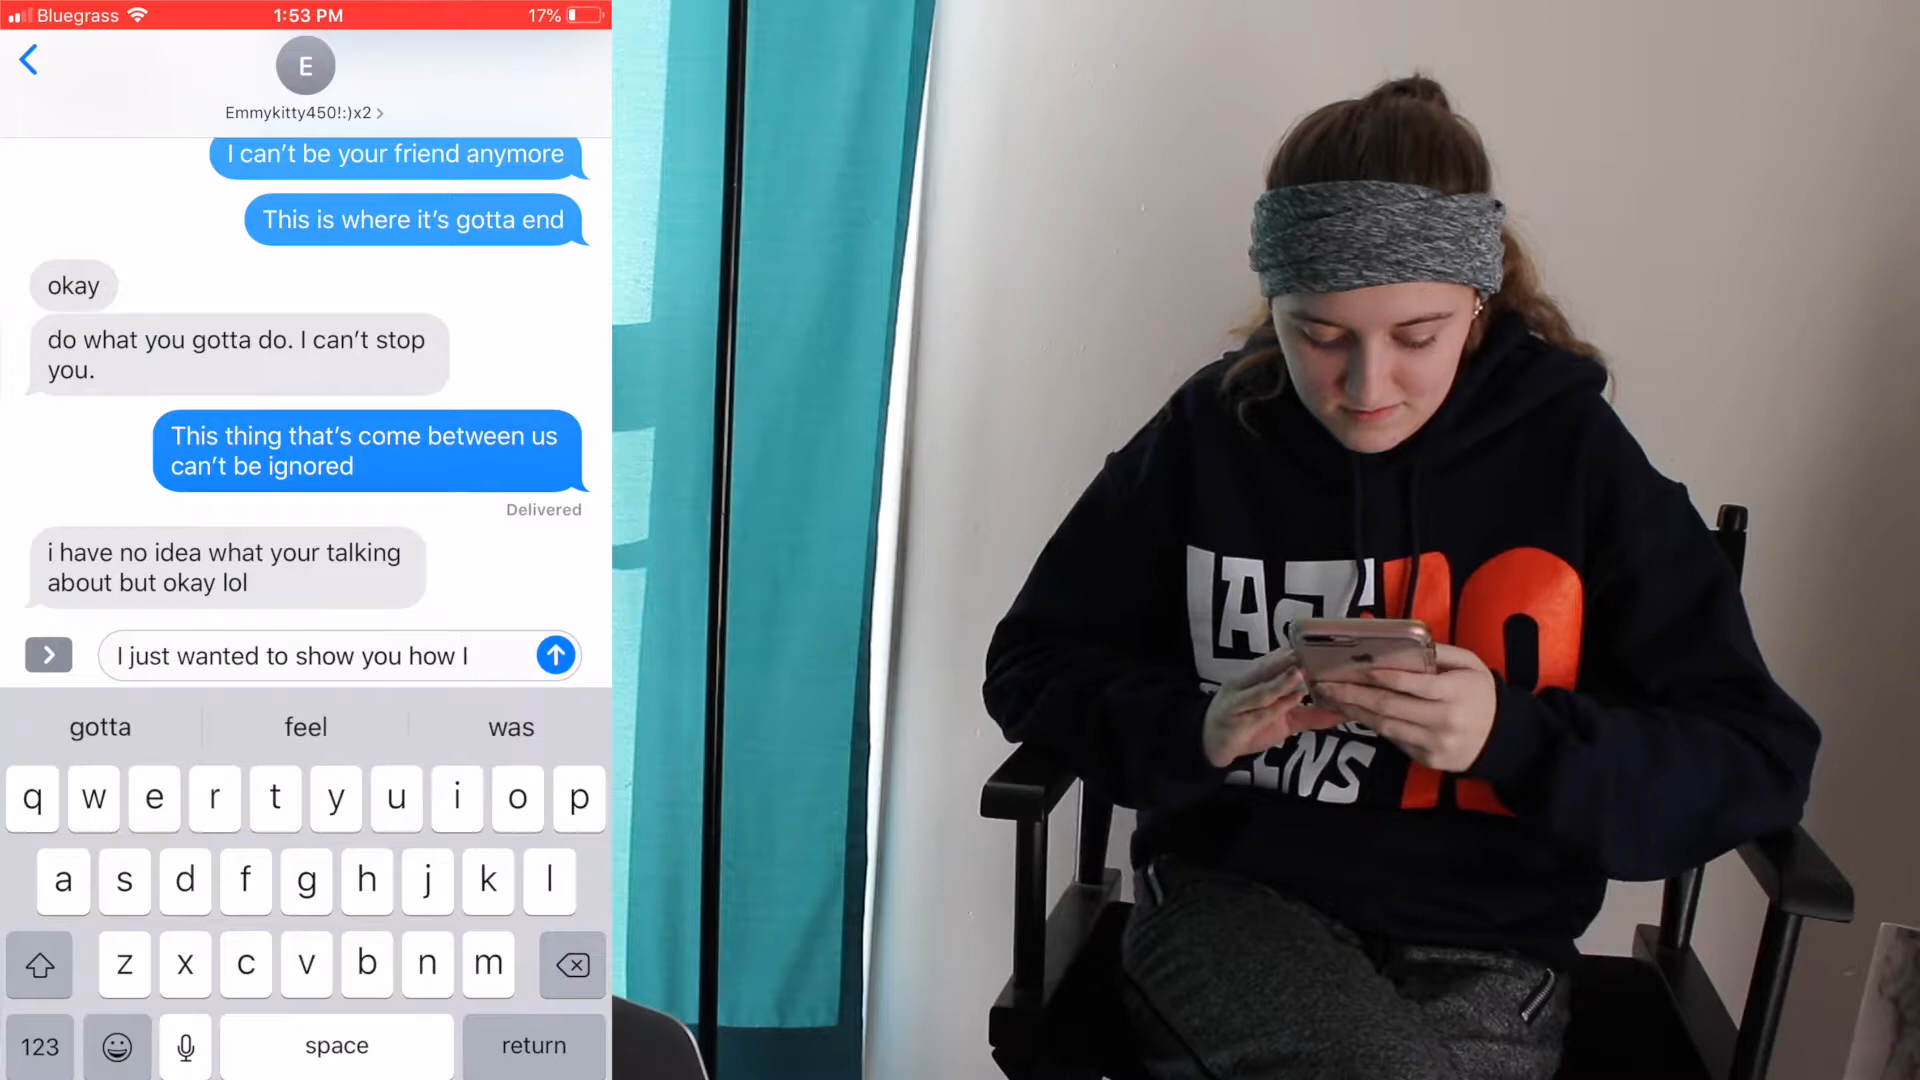 Bluegrass
1:53 PM
17%
E
Emmykitty450!:)x2 >
I can't be your friend anymore
This is where it's gotta end
okay
do what you gotta do. I can't stop
you.
This thing that's come between us
can't be ignored
Delivered
i have no idea what your talking
about but okay lol
I just wanted to show you how I
gotta feel was
q w e r t y u i o p
a s d f g h j k l
z x c v b n m
123 space return